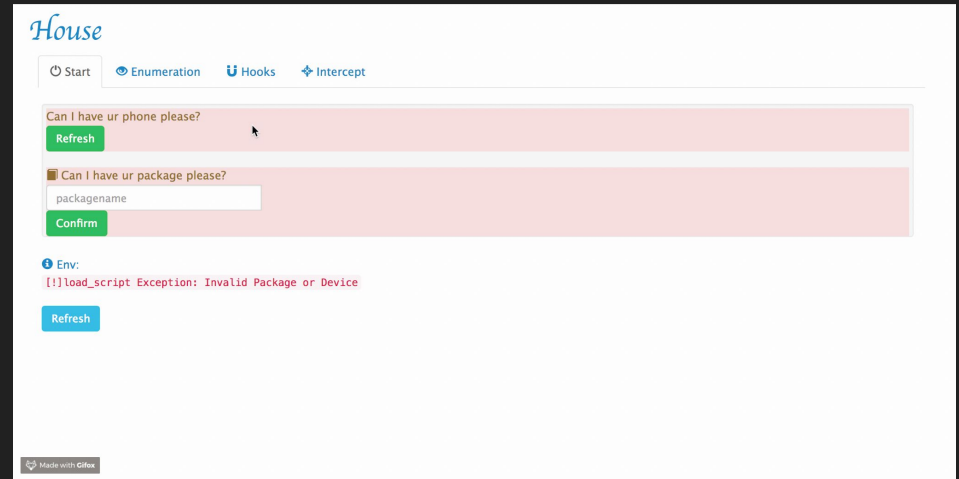 House
Start Enumeration Hooks Intercept
Can I have ur phone please?
Refresh
Can I have ur package please?
packagename
Confirm
Env:
[!]load_script Exception: Invalid Package or Device
Refresh
Made with Gifox